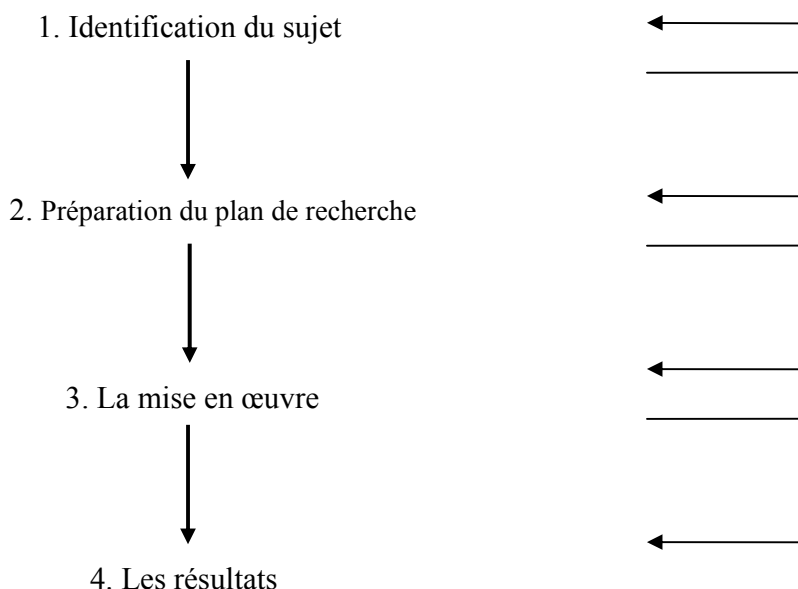 1. Identification du sujet
2. Préparation du plan de recherche
3. La mise en œuvre
4. Les résultats